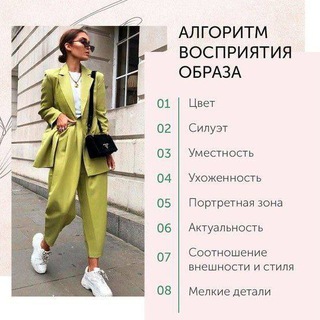 АЛГОРИТМ
ВОСПРИЯТИЯ
ОБРАЗА
01 Цвет
02 Силуэт
03 Уместность
04 Ухоженность
05 Портретная зона
06 Актуальность
07 Соотношение
внешности и стиля
08 Мелкие детали